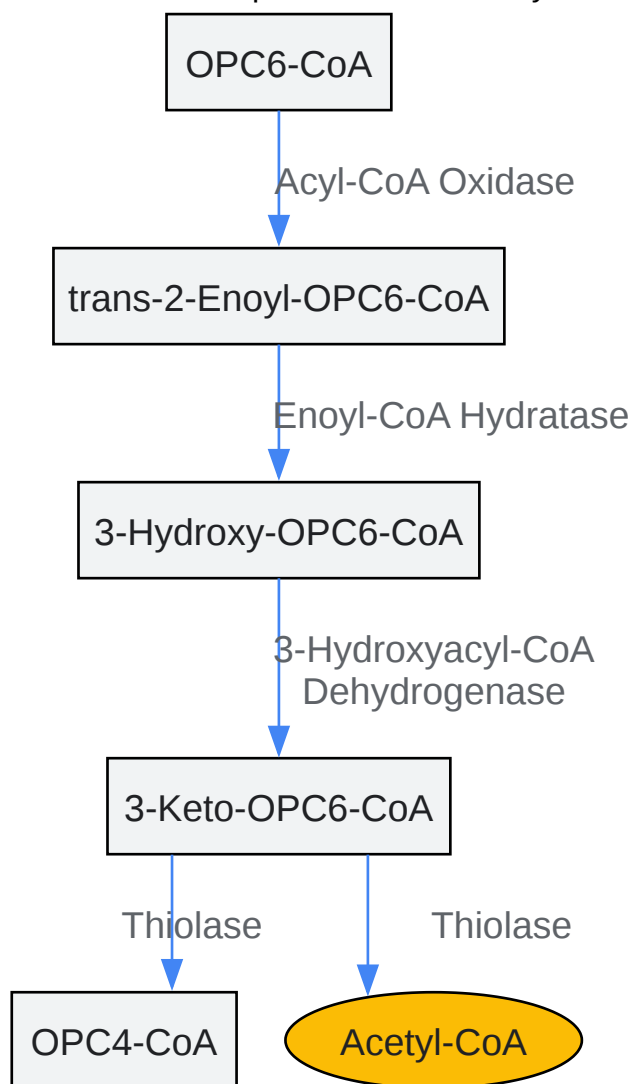 OPC6-CoA
Acyl-CoA Oxidase
trans-2-Enoyl-OPC6-CoA
Enoyl-CoA Hydratase
3-Hydroxy-OPC6-CoA
3-Hydroxyacyl-CoA
Dehydrogenase
3-Keto-OPC6-CoA
Thiolase Thiolase
OPC4-CoA Acetyl-CoA